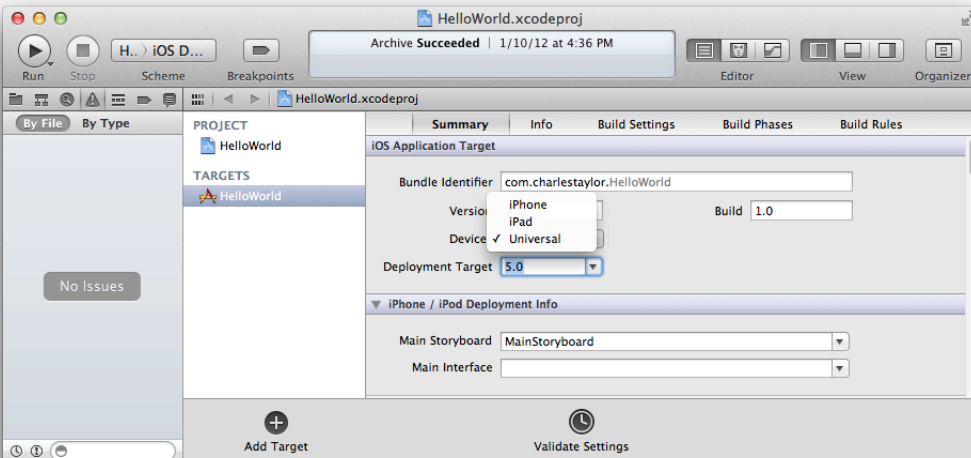 HelloWorld.xcodeproj
Archive Succeeded | 1/10/12 at 4:36 PM
H.. 〉 iOS D...
Run Stop Scheme Breakpoints Editor View Organizer
HelloWorld.xcodeproj
By File By Type
PROJECT
HelloWorld
TARGETS
HelloWorld
No Issues
Summary Info Build Settings Build Phases Build Rules
iOS Application Target
Bundle Identifier com.charlestaylor.HelloWorld
Version Build 1.0
iPhone
iPad
✓ Universal
Device
Deployment Target 5.0
iPhone / iPod Deployment Info
Main Storyboard MainStoryboard
Main Interface
Add Target Validate Settings